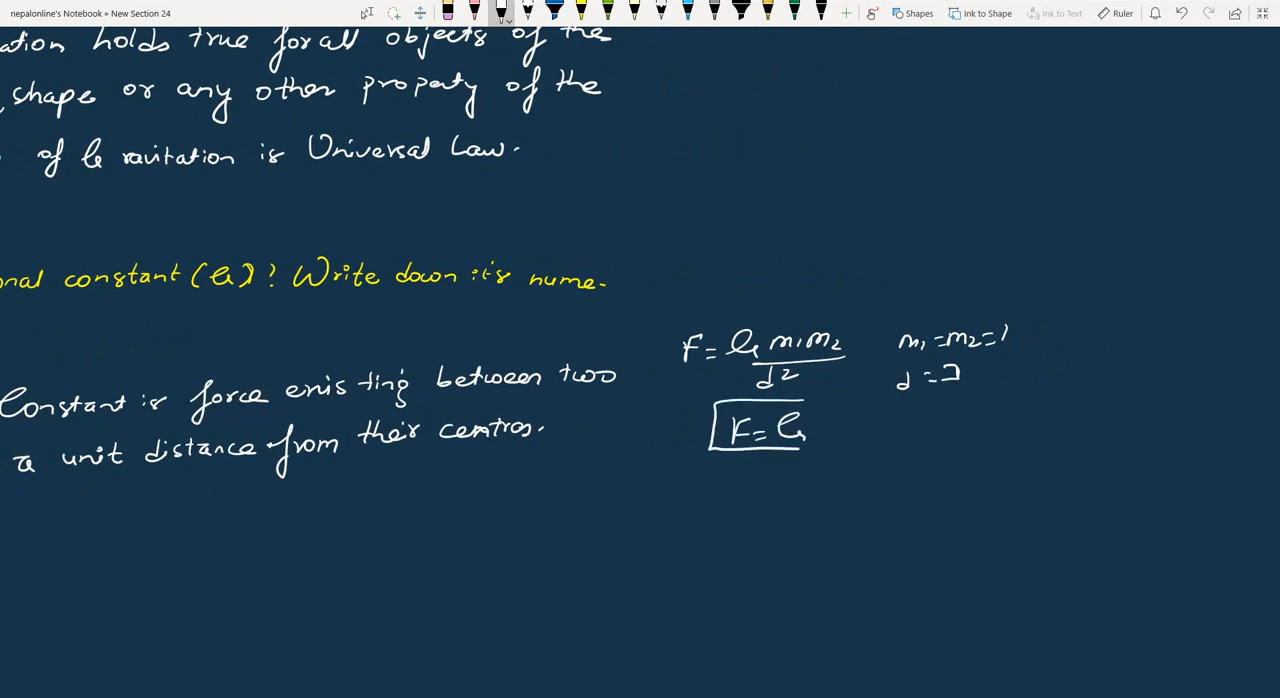 nepalonline's Notebook » New Section 24
Shapes Ink to Shape Ink to Text Ruler
ation holds true for all objects of the
shape or any other property of the
of Gravitation is Universal Law.
onal constant (G)? Write down it's nume-
F = G m1 m2 / d² m1 = m2 = 1
d = 1
Constant is force existing between two
F = G
a unit distance from their centres.